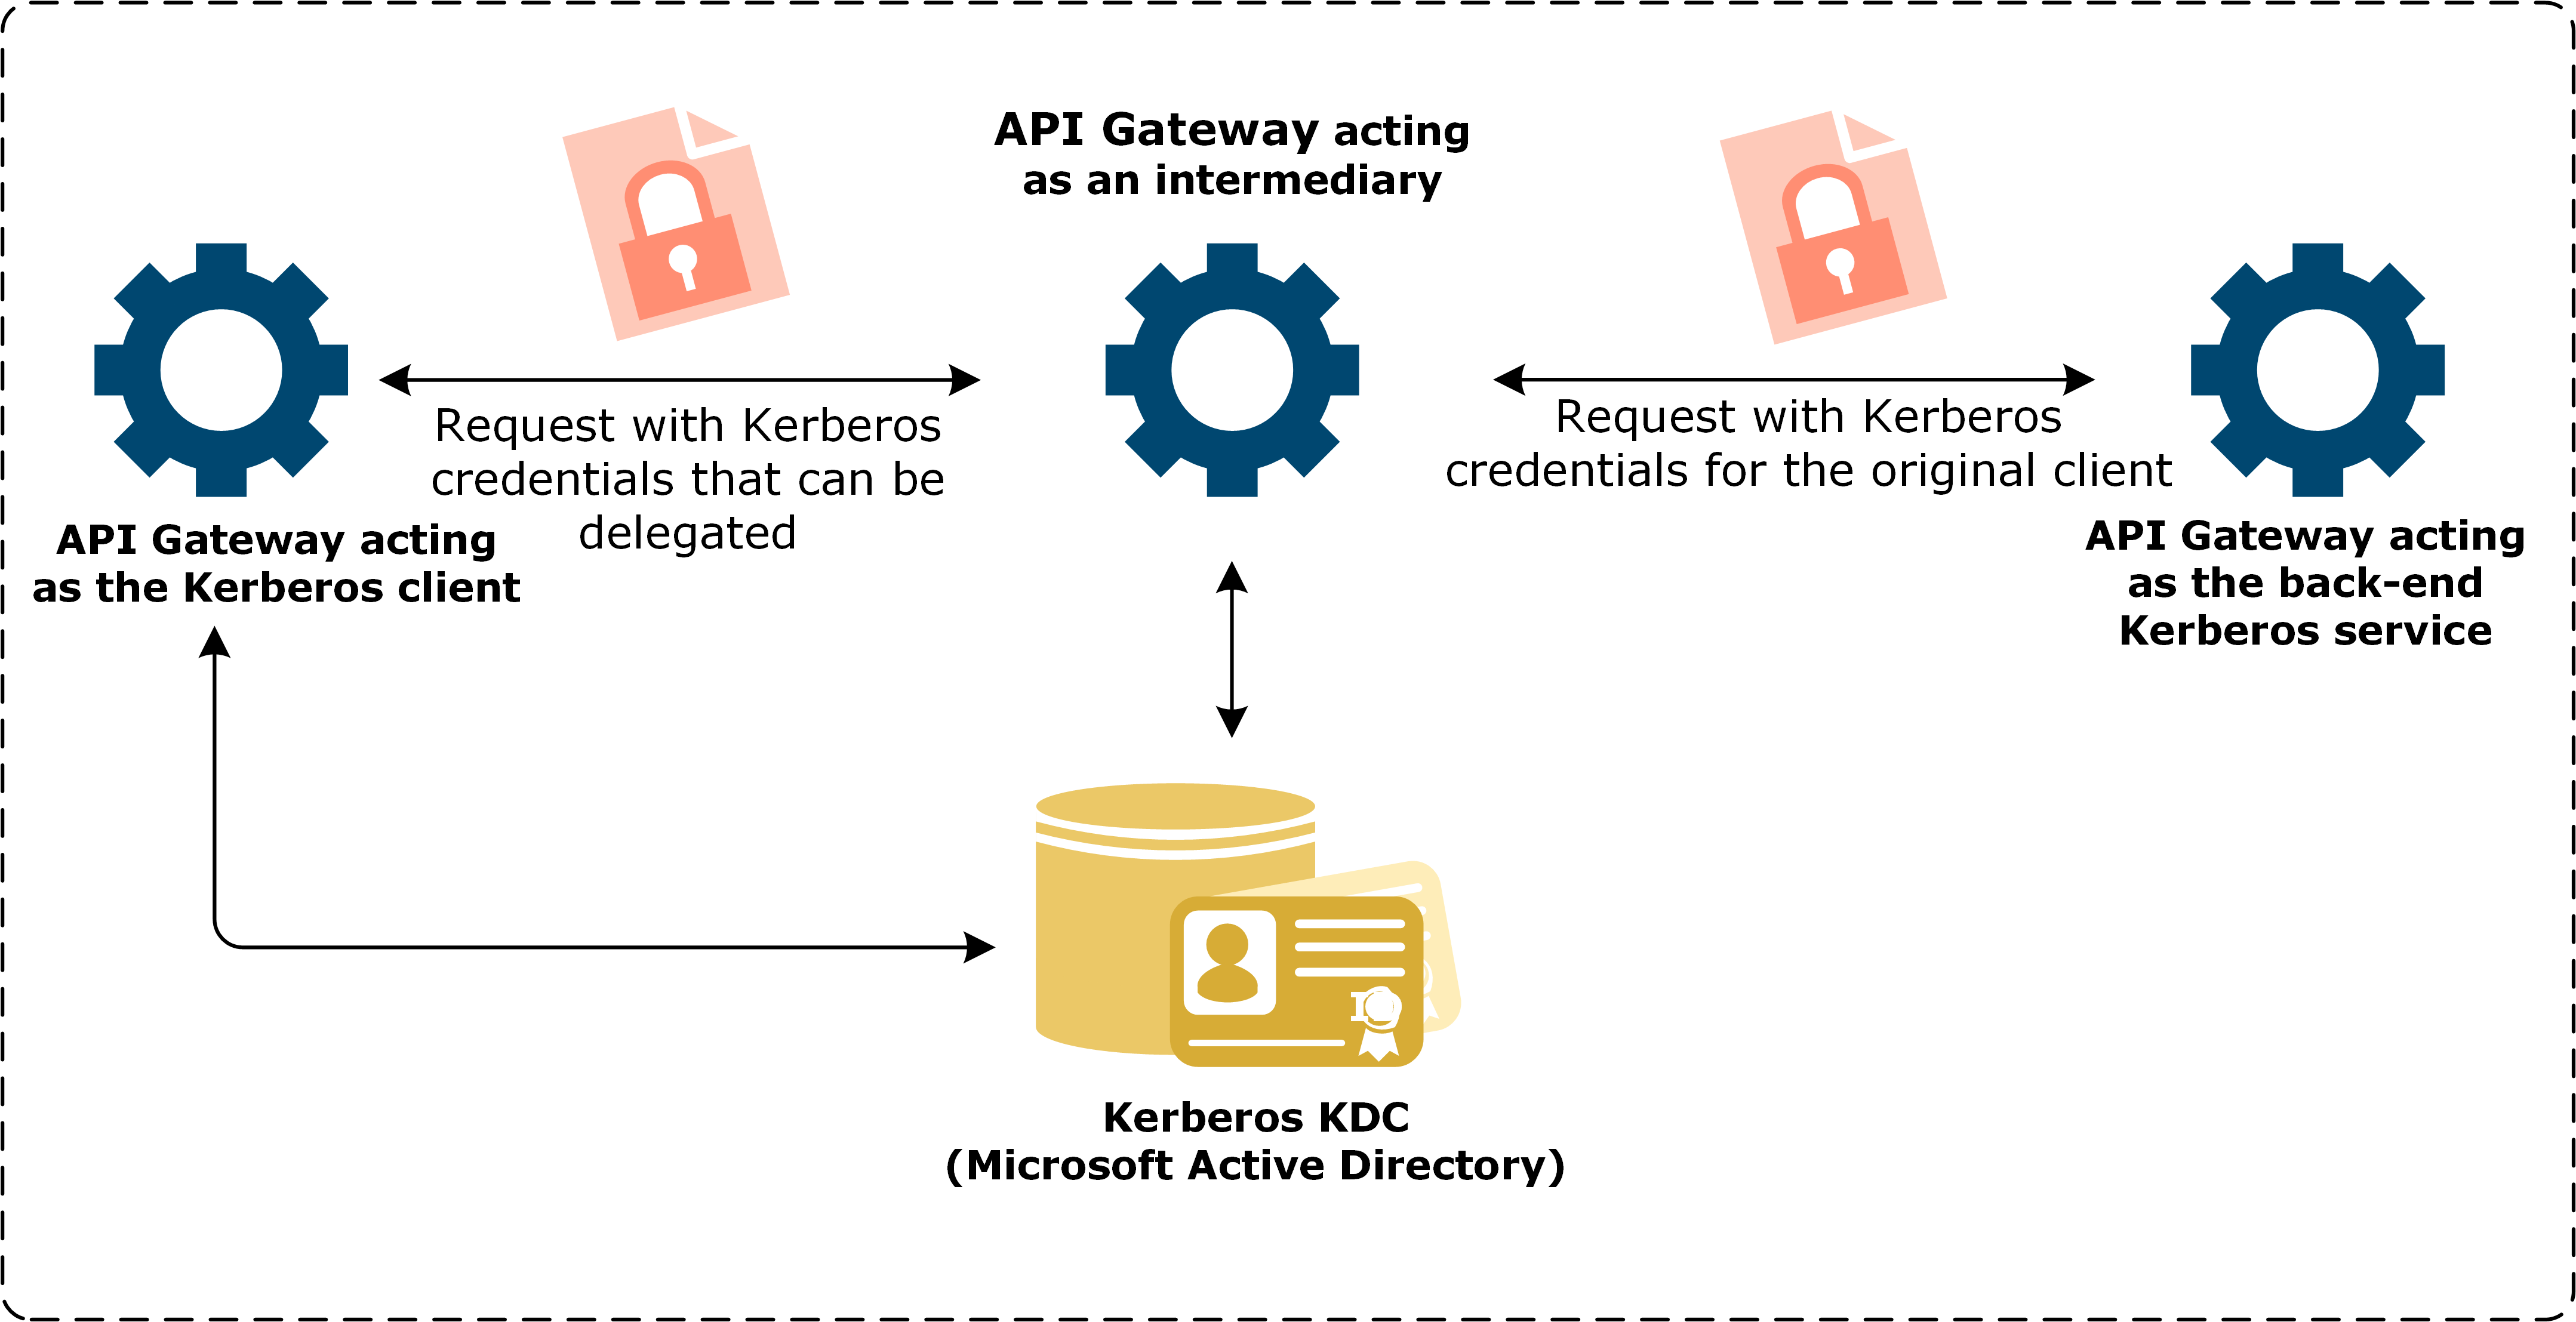 API Gateway acting
as an intermediary
Request with Kerberos
credentials that can be
delegated
Request with Kerberos
credentials for the original client
API Gateway acting
as the Kerberos client
API Gateway acting
as the back-end
Kerberos service
Kerberos KDC
(Microsoft Active Directory)